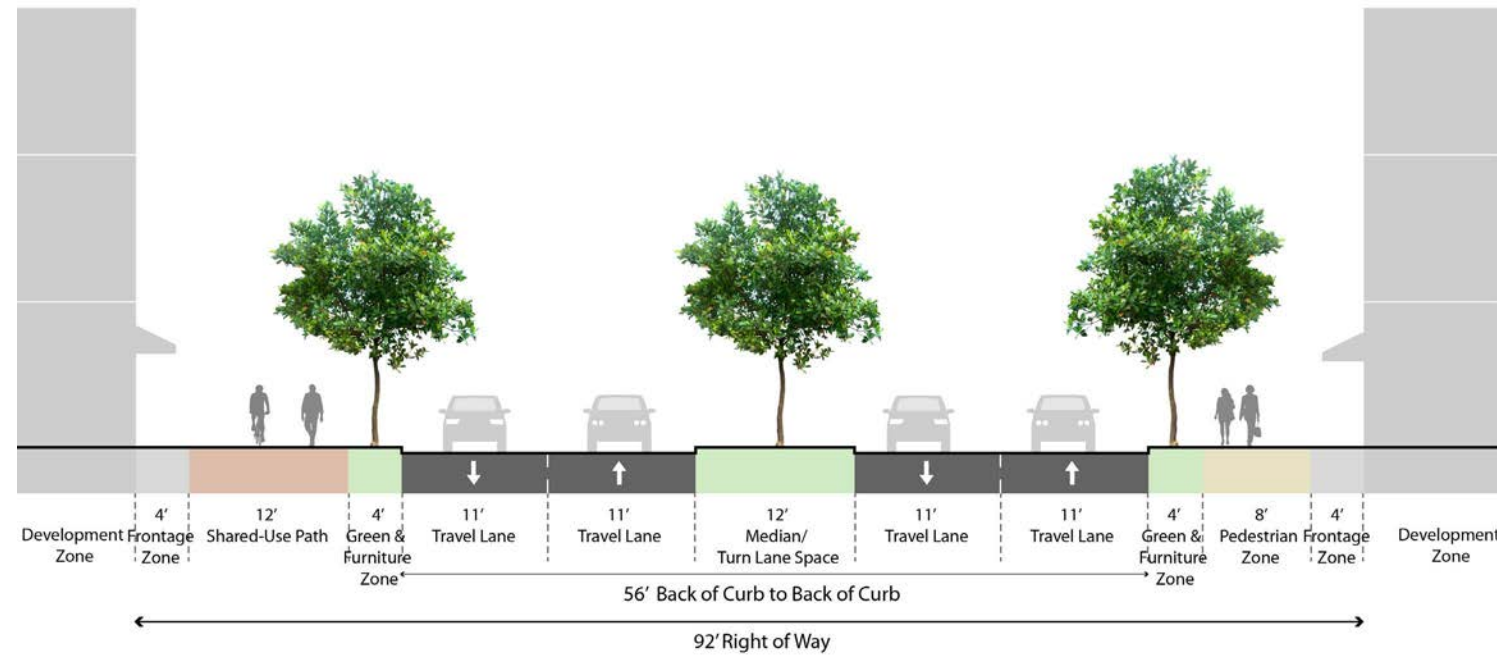 4'
Frontage
Zone
12'
Shared-Use Path
4'
Green &
Furniture
Zone
11'
Travel Lane
11'
Travel Lane
12'
Median/
Turn Lane Space
11'
Travel Lane
11'
Travel Lane
4'
Green &
Furniture
Zone
8'
Pedestrian
Zone
4'
Frontage
Zone
Development
Zone
Development
Zone
56' Back of Curb to Back of Curb
92' Right of Way